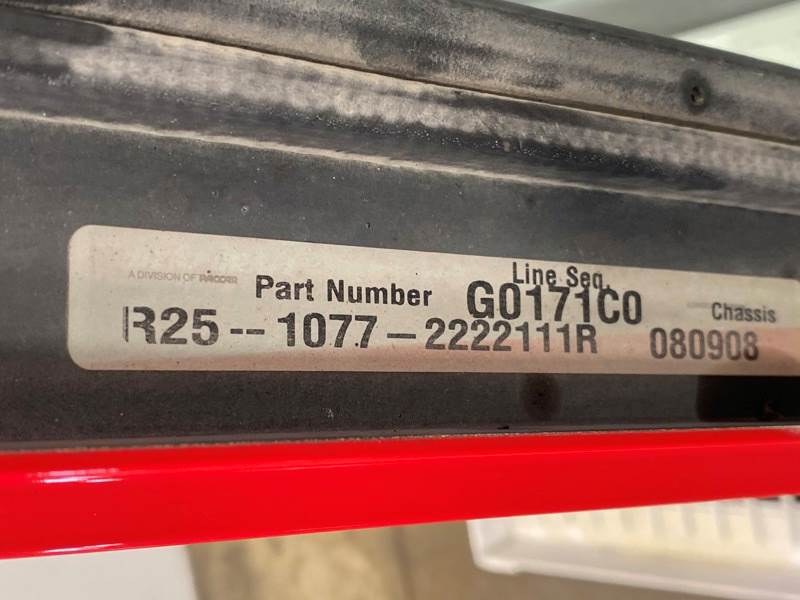 A DIVISION OF PACCAR
Part Number
Line Seq.
G0171C0
Chassis
R25--1077-2222111R
080908